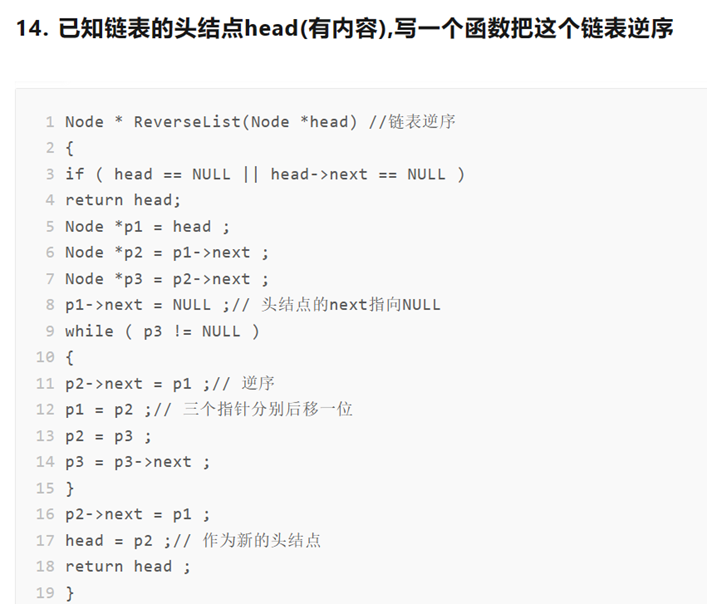 14. 已知链表的头结点head(有内容),写一个函数把这个链表逆序
1 Node * ReverseList(Node *head) //链表逆序
2 {
3 if ( head == NULL || head->next == NULL )
4 return head;
5 Node *p1 = head ;
6 Node *p2 = p1->next ;
7 Node *p3 = p2->next ;
8 p1->next = NULL ;// 头结点的next指向NULL
9 while ( p3 != NULL )
10 {
11 p2->next = p1 ;// 逆序
12 p1 = p2 ;// 三个指针分别后移一位
13 p2 = p3 ;
14 p3 = p3->next ;
15 }
16 p2->next = p1 ;
17 head = p2 ;// 作为新的头结点
18 return head ;
19 }